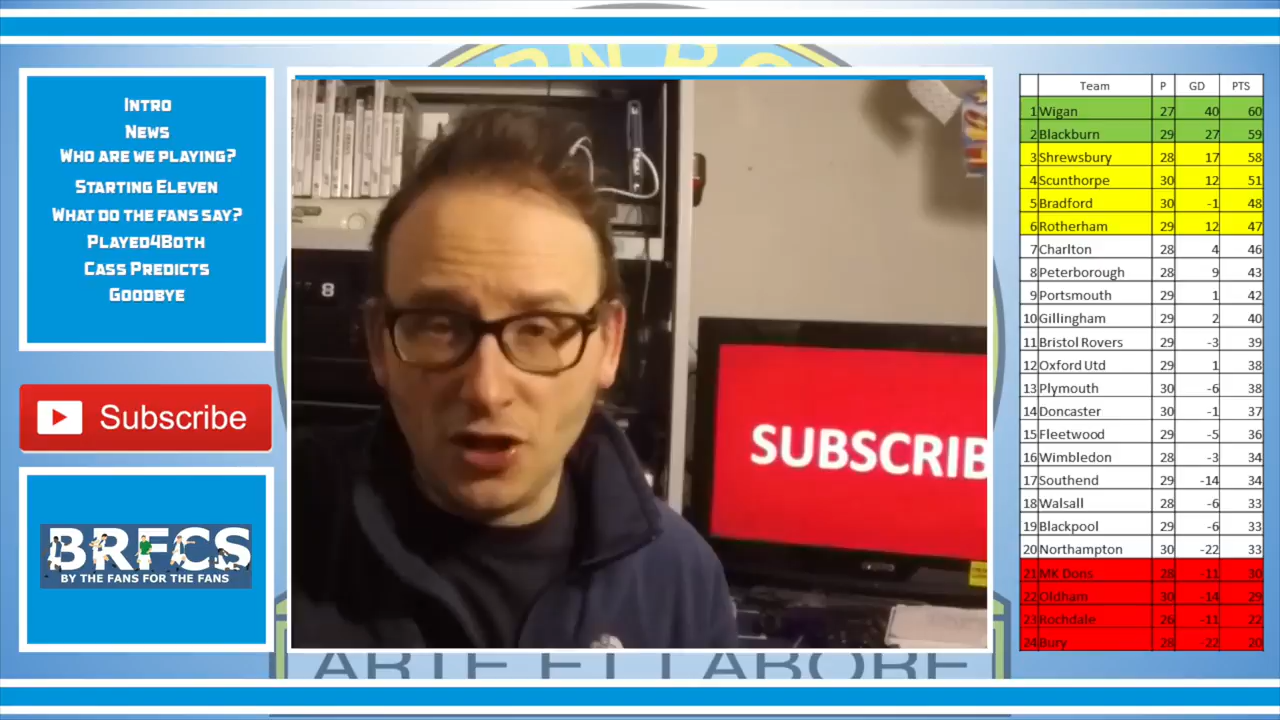 RN RO
INTRO
NEWS
WHO ARE WE PLAYING?
STARTING ELEVEN
WHAT DO THE FANS SAY?
PLAYED4BOTH
CASS PREDICTS
GOODBYE
Subscribe
BRFCS
BY THE FANS FOR THE FANS
8
SUBSCRIB
ARTE ET LABORE
Team P GD PTS
1 Wigan 27 40 60
2 Blackburn 29 27 59
3 Shrewsbury 28 17 58
4 Scunthorpe 30 12 51
5 Bradford 30 -1 48
6 Rotherham 29 12 47
7 Charlton 28 4 46
8 Peterborough 28 9 43
9 Portsmouth 29 1 42
10 Gillingham 29 2 40
11 Bristol Rovers 29 -3 39
12 Oxford Utd 29 1 38
13 Plymouth 30 -6 38
14 Doncaster 30 -1 37
15 Fleetwood 29 -5 36
16 Wimbledon 28 -3 34
17 Southend 29 -14 34
18 Walsall 28 -6 33
19 Blackpool 29 -6 33
20 Northampton 30 -22 33
21 MK Dons 28 -11 30
22 Oldham 30 -14 29
23 Rochdale 26 -11 22
24 Bury 28 -22 20